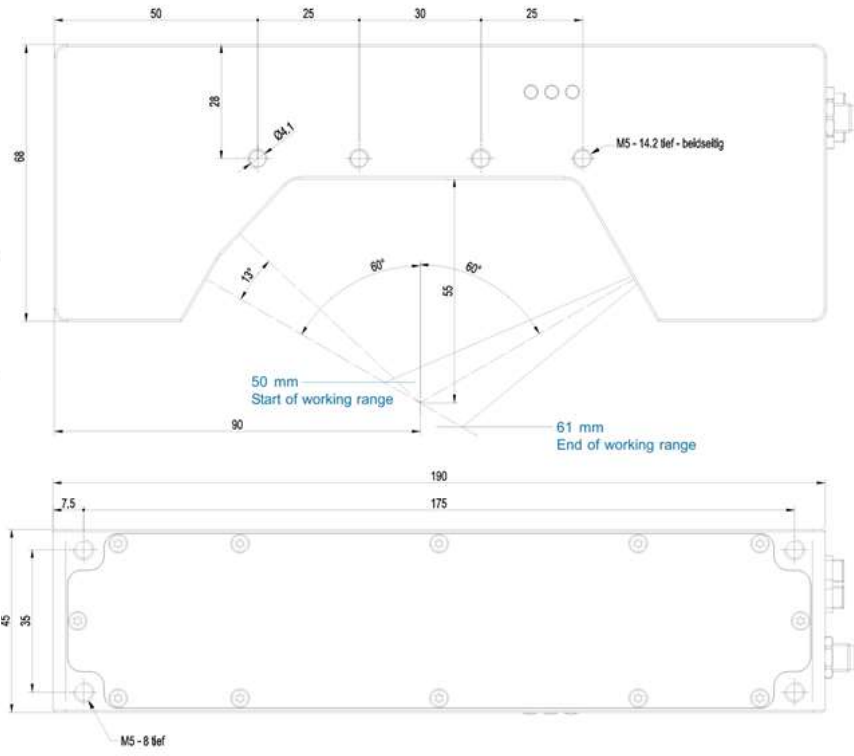 50
25
30
25
28
68
Ø4.1
M5 - 14.2 tief - beidseitig
13°
60°
60°
55
50 mm
Start of working range
61 mm
End of working range
90
190
7.5
175
45
35
M5 - 8 tief